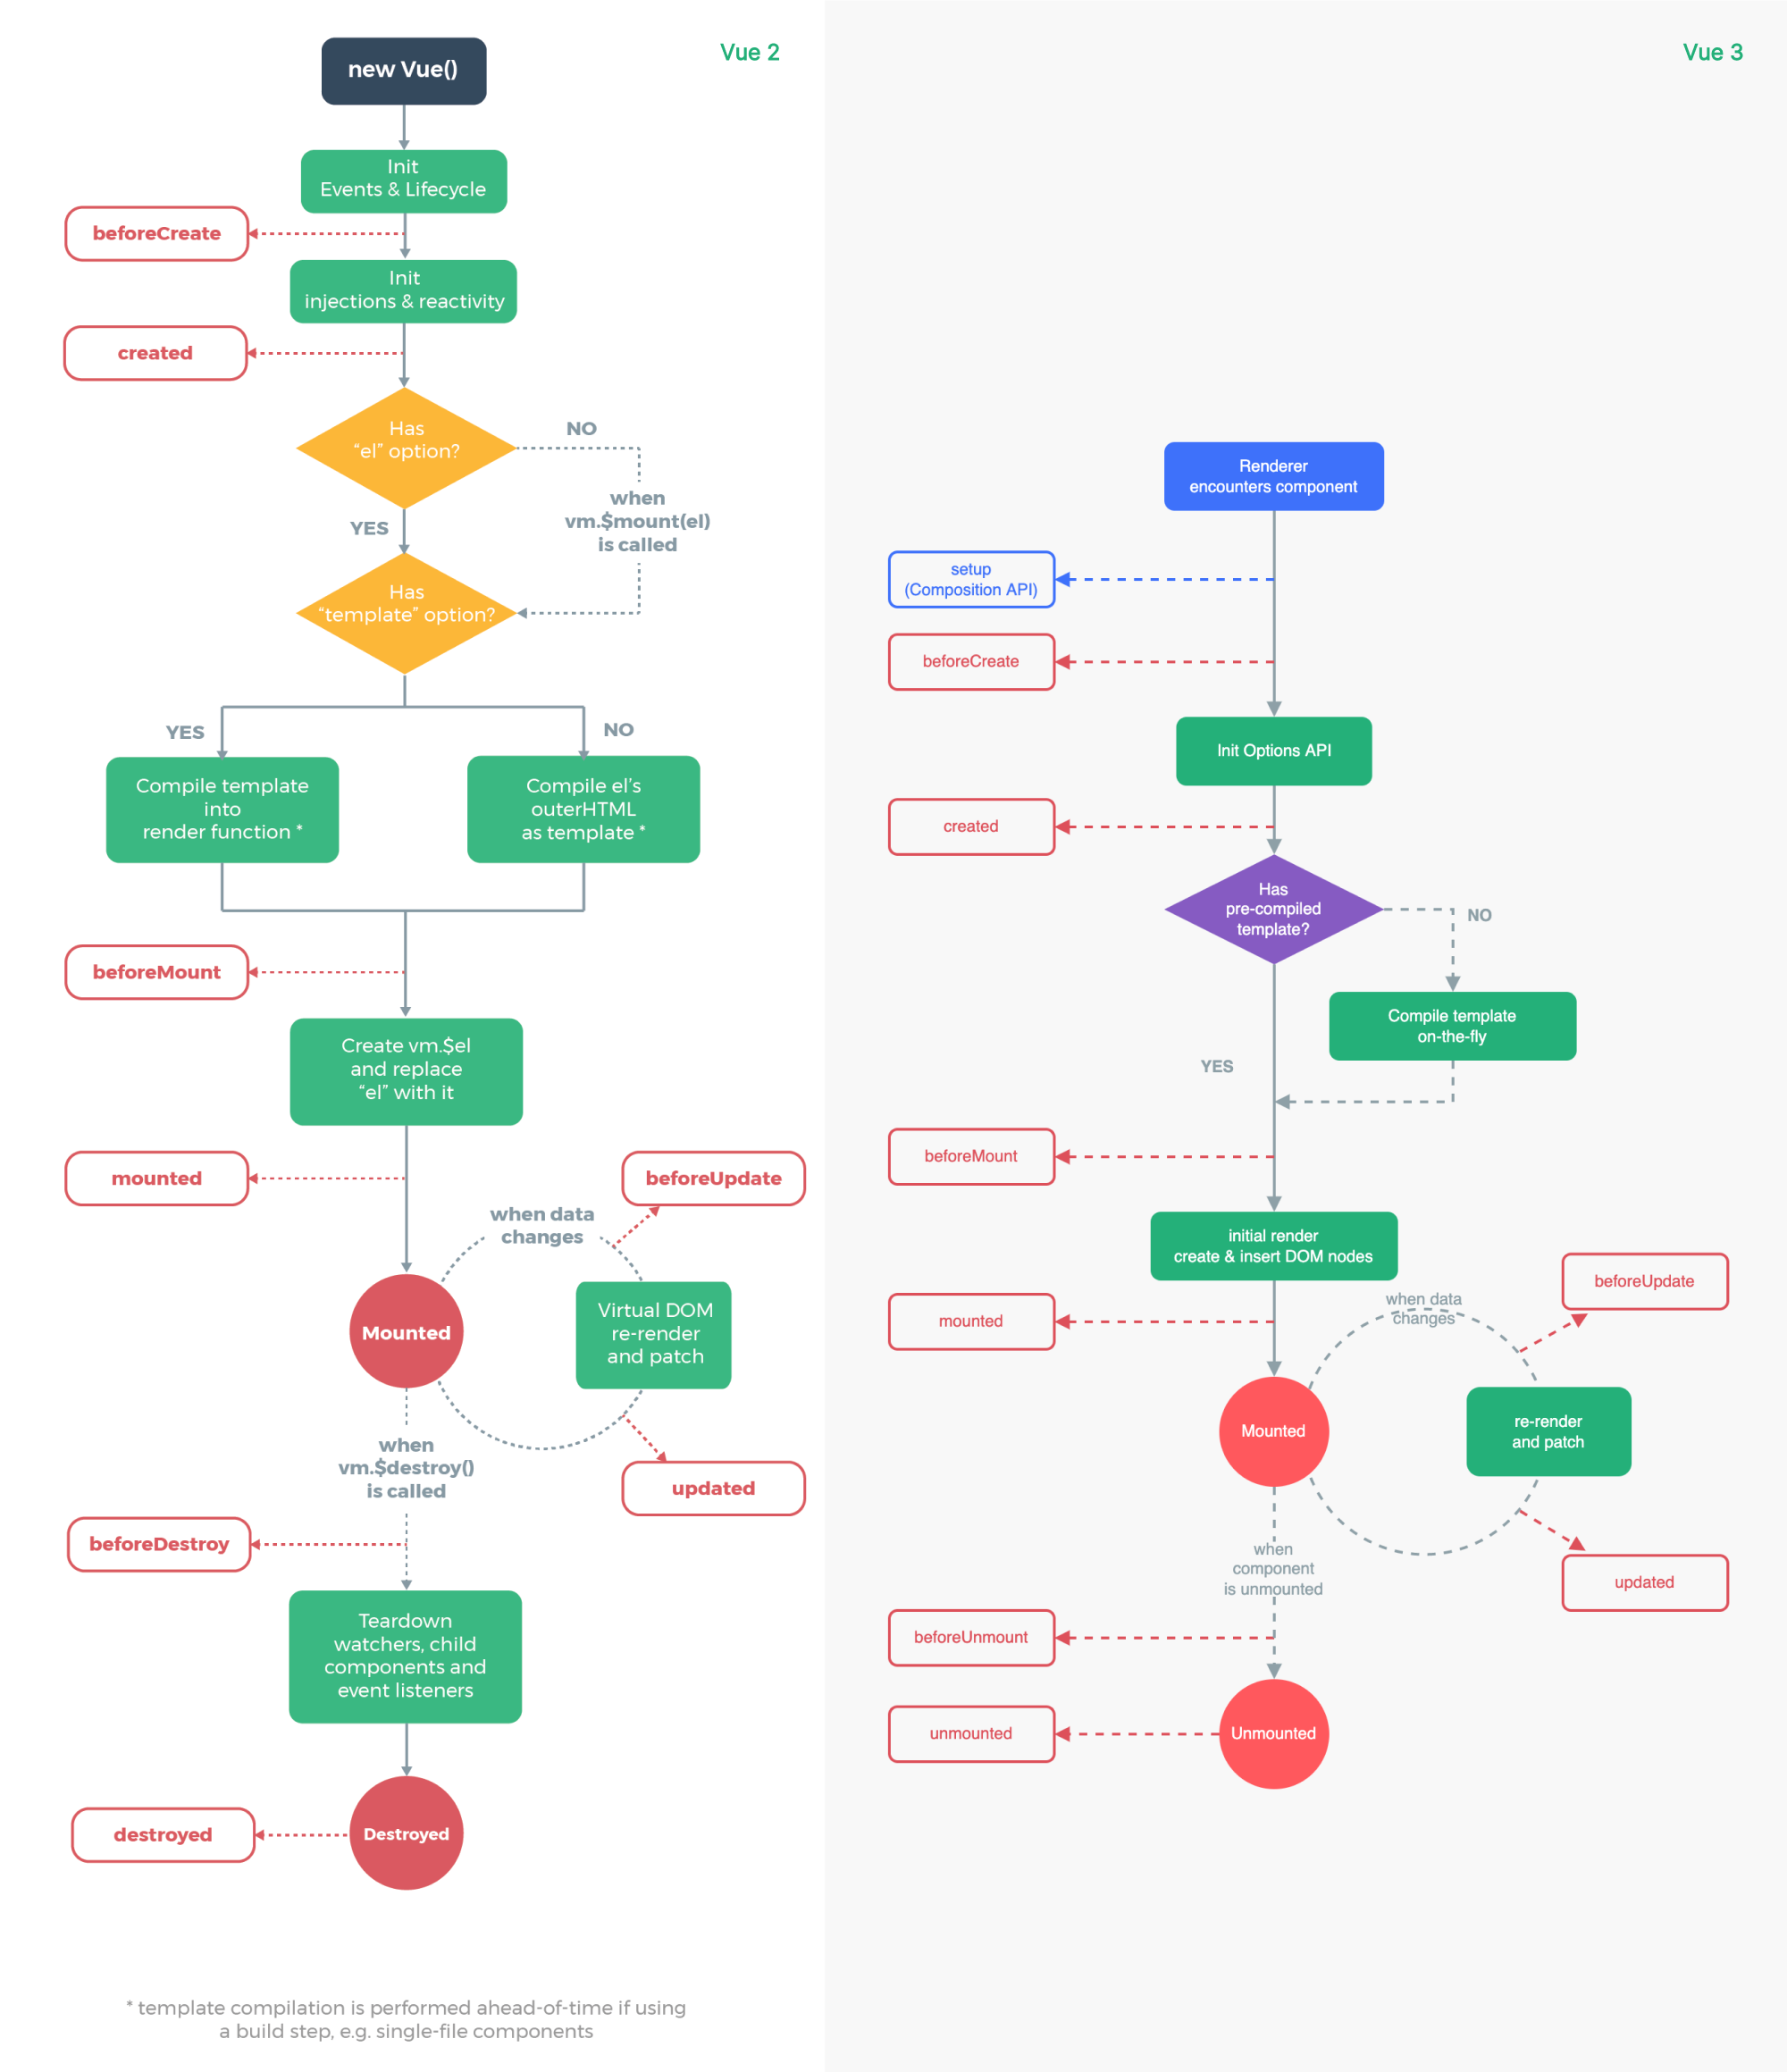 Vue 2
new Vue()
Init
Events & Lifecycle
beforeCreate
Init
injections & reactivity
created
Has
“el” option?
NO
when
vm.$mount(el)
is called
YES
Has
“template” option?
YES
NO
Compile template
into
render function *
Compile el’s
outerHTML
as template *
beforeMount
Create vm.$el
and replace
“el” with it
mounted
beforeUpdate
when data
changes
Mounted
Virtual DOM
re-render
and patch
when
vm.$destroy()
is called
updated
beforeDestroy
Teardown
watchers, child
components and
event listeners
destroyed
Destroyed
* template compilation is performed ahead-of-time if using
a build step, e.g. single-file components
Vue 3
Renderer
encounters component
setup
(Composition API)
beforeCreate
Init Options API
created
Has
pre-compiled
template?
NO
Compile template
on-the-fly
YES
beforeMount
initial render
create & insert DOM nodes
beforeUpdate
mounted
when data
changes
Mounted
re-render
and patch
when
component
is unmounted
updated
beforeUnmount
unmounted
Unmounted